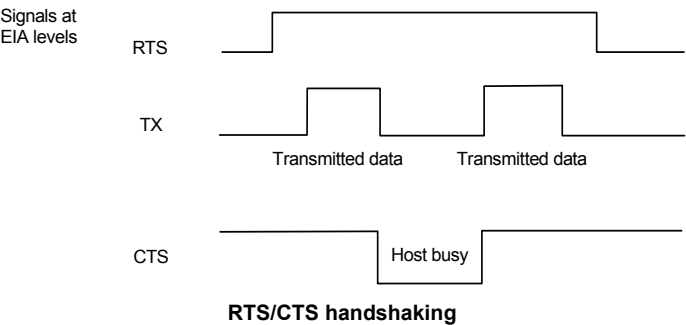 Signals at
EIA levels
RTS
TX
Transmitted data
Transmitted data
CTS
Host busy
RTS/CTS handshaking